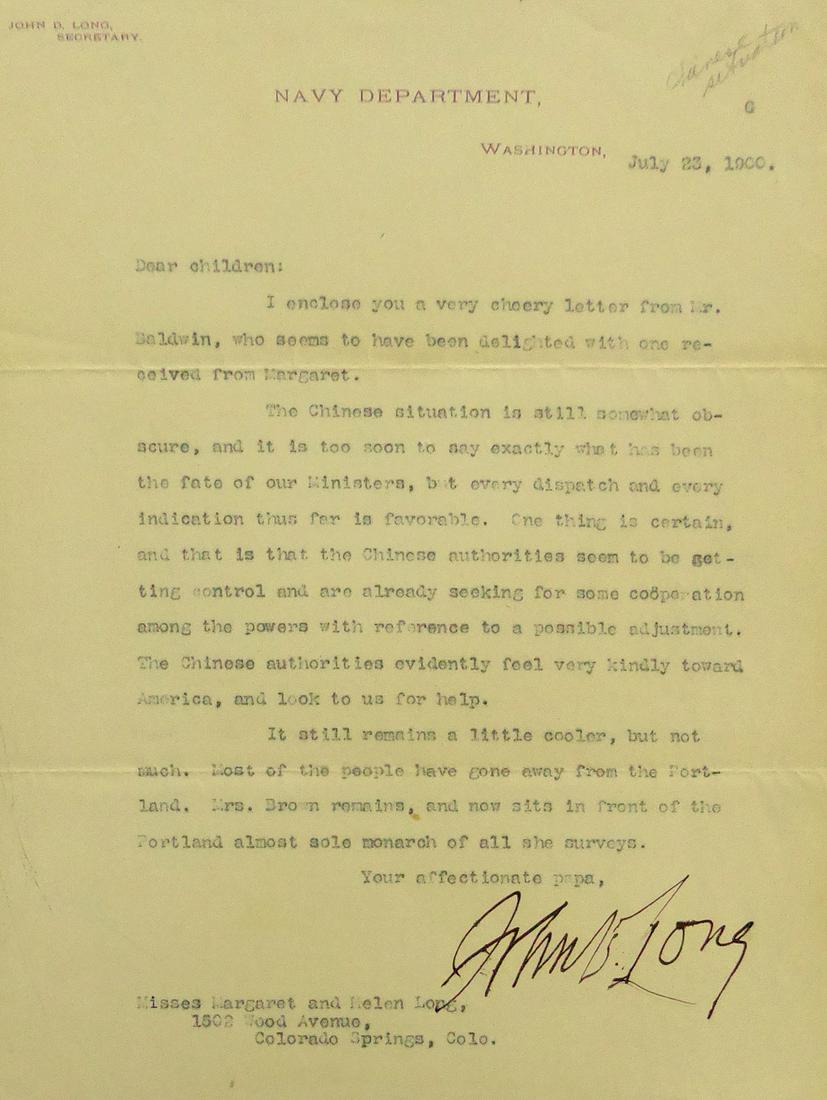 JOHN D. LONG,
SECRETARY.
Chinese
situation
NAVY DEPARTMENT,
WASHINGTON,
July 23, 1900.
Dear children:
I enclose you a very cheery letter from Mr.
Baldwin, who seems to have been delighted with one re-
ceived from Margaret.
The Chinese situation is still somewhat ob-
scure, and it is too soon to say exactly what has been
the fate of our Ministers, but every dispatch and every
indication thus far is favorable. One thing is certain,
and that is that the Chinese authorities seem to be get-
ting control and are already seeking for some coöperation
among the powers with reference to a possible adjustment.
The Chinese authorities evidently feel very kindly toward
America, and look to us for help.
It still remains a little cooler, but not
much. Most of the people have gone away from the Port-
land. Mrs. Brown remains, and now sits in front of the
Portland almost sole monarch of all she surveys.
Your affectionate papa,
John D. Long
Misses Margaret and Helen Long,
1502 Wood Avenue,
Colorado Springs, Colo.